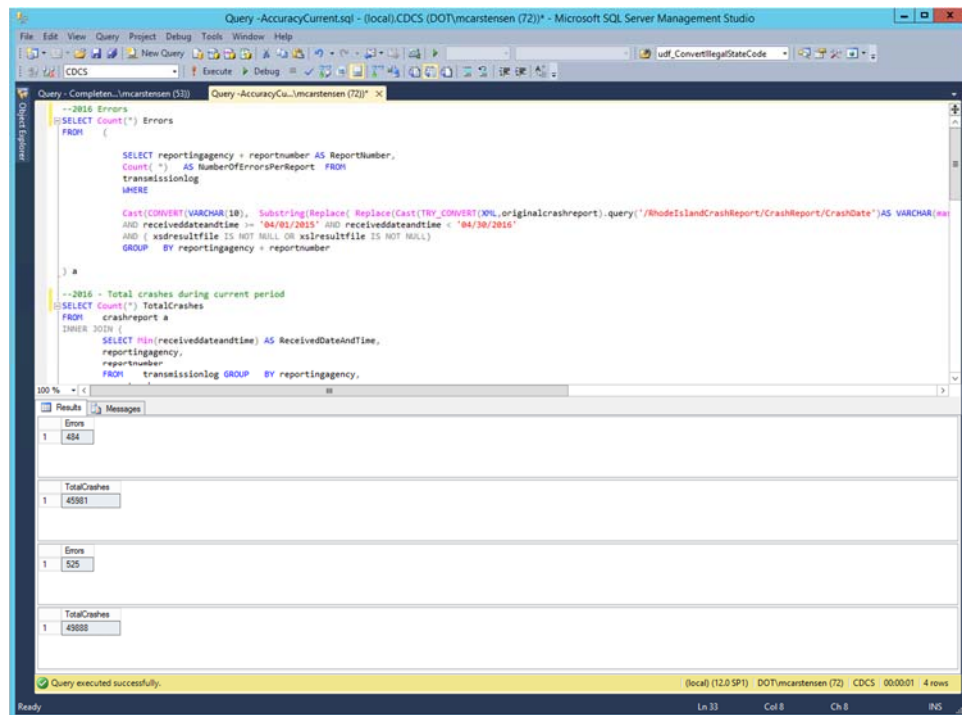 Query -AccuracyCurrent.sql - (local).CDCS (DOT\mcarstensen (72))* - Microsoft SQL Server Management Studio
File Edit View Query Project Debug Tools Window Help
New Query udf_ConvertIllegalStateCode
CDCS Execute Debug
Object Explorer
Query - Completen...\mcarstensen (53)) Query -AccuracyCu...\mcarstensen (72))* ×
--2016 Errors
SELECT Count(*) Errors
FROM (
SELECT reportingagency + reportnumber AS ReportNumber,
Count( *) AS NumberOfErrorsPerReport FROM
transmissionlog
WHERE
Cast(CONVERT(VARCHAR(10), Substring(Replace( Replace(Cast(TRY_CONVERT(XML,originalcrashreport).query('/RhodeIslandCrashReport/CrashReport/CrashDate')AS VARCHAR(max
AND receiveddateandtime >= '04/01/2015' AND receiveddateandtime < '04/30/2016'
AND ( xsdresultfile IS NOT NULL OR xslresultfile IS NOT NULL)
GROUP BY reportingagency + reportnumber
) a
--2016 - Total crashes during current period
SELECT Count(*) TotalCrashes
FROM crashreport a
INNER JOIN (
SELECT Min(receiveddateandtime) AS ReceivedDateAndTime,
reportingagency,
reportnumber
FROM transmissionlog GROUP BY reportingagency,
100 %
Results Messages
Errors
1 484
TotalCrashes
1 45981
Errors
1 525
TotalCrashes
1 49888
Query executed successfully. (local) (12.0 SP1) DOT\mcarstensen (72) CDCS 00:00:01 4 rows
Ready Ln 33 Col 8 Ch 8 INS